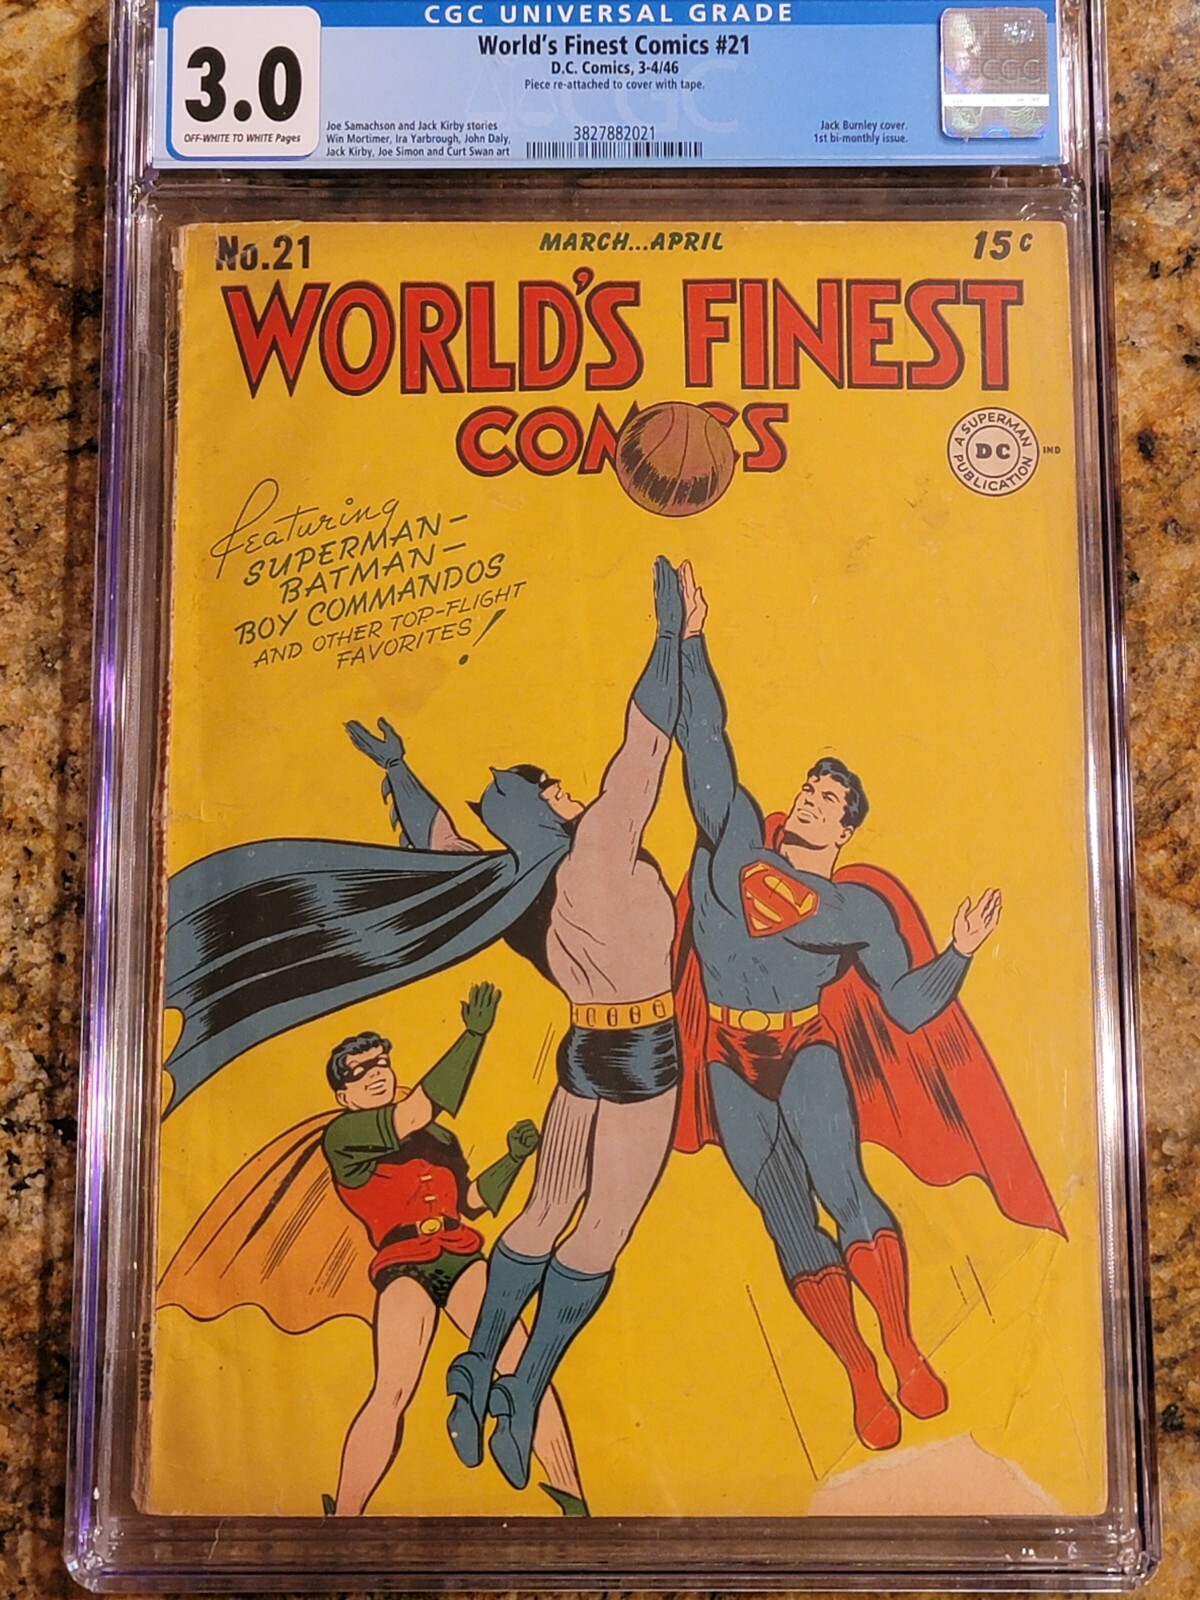 CGC UNIVERSAL GRADE
3.0
OFF-WHITE TO WHITE Pages
World's Finest Comics #21
D.C. Comics, 3-4/46
Piece re-attached to cover with tape.
Joe Samachson and Jack Kirby stories
Win Mortimer, Ira Yarbrough, John Daly,
Jack Kirby, Joe Simon and Curt Swan art
3827882021
Jack Burnley cover.
1st bi-monthly issue.
CGC
CGC
No.21
MARCH...APRIL
15¢
WORLD'S FINEST
COMICS
A SUPERMAN
DC
PUBLICATION
IND
featuring
SUPERMAN–
BATMAN–
BOY COMMANDOS
AND OTHER TOP-FLIGHT
FAVORITES!
S